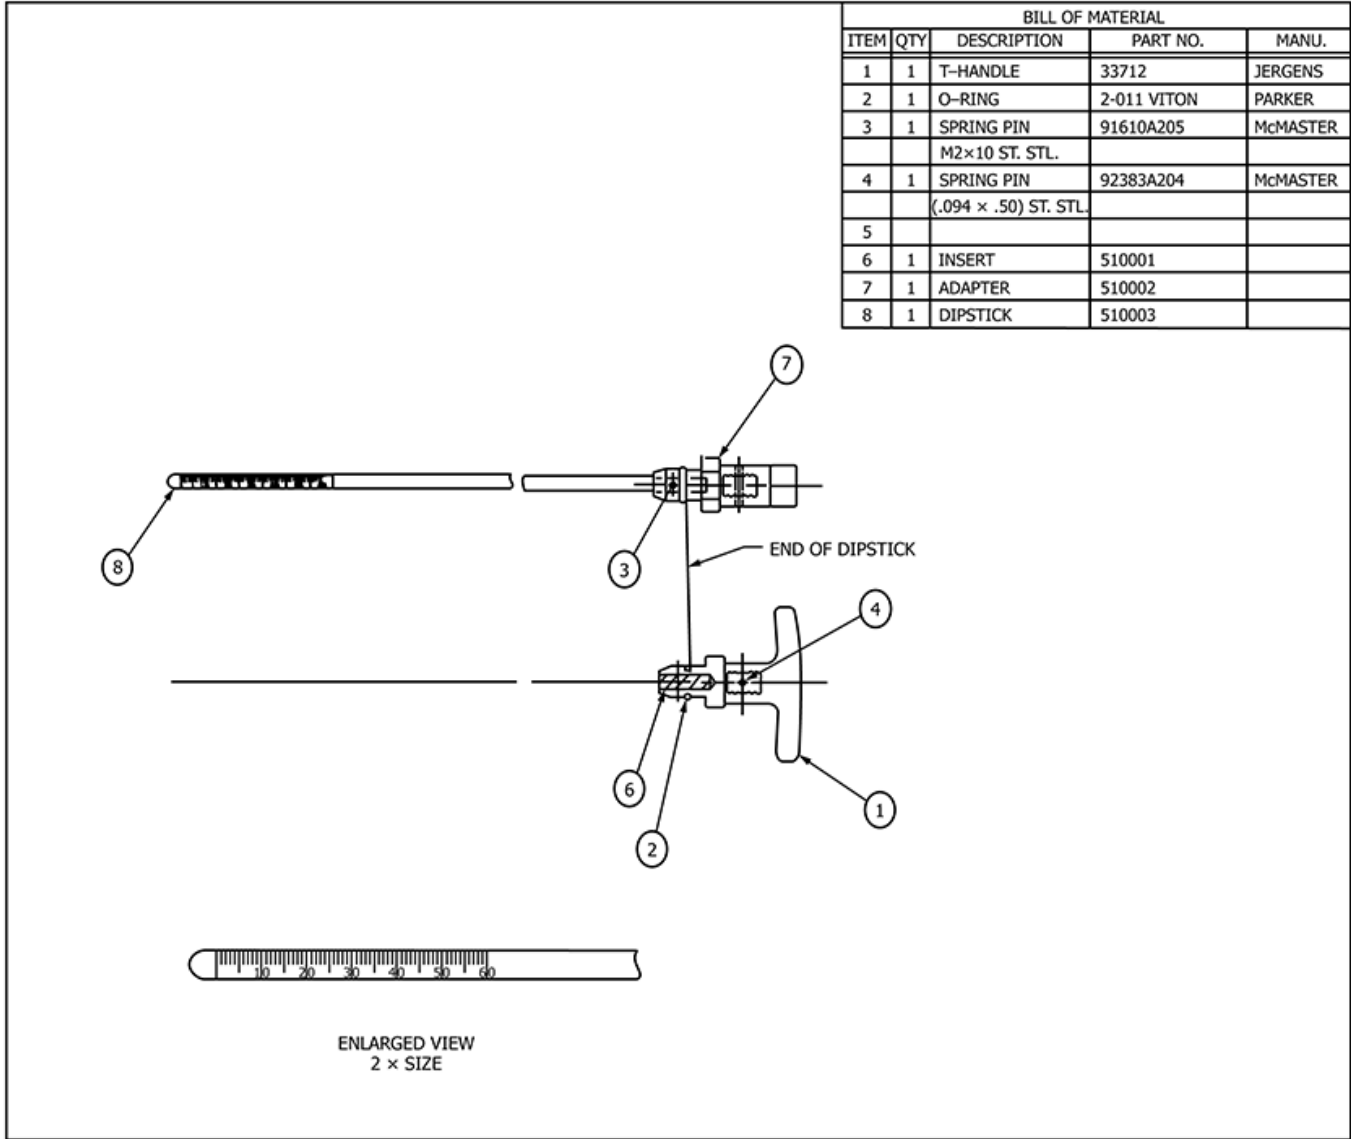 BILL OF MATERIAL
ITEM QTY DESCRIPTION PART NO. MANU.
1 1 T–HANDLE 33712 JERGENS
2 1 O–RING 2-011 VITON PARKER
3 1 SPRING PIN 91610A205 McMASTER
M2×10 ST. STL.
4 1 SPRING PIN 92383A204 McMASTER
(.094 × .50) ST. STL.
5
6 1 INSERT 510001
7 1 ADAPTER 510002
8 1 DIPSTICK 510003
7
8
3
END OF DIPSTICK
4
6
1
2
10 20 30 40 50 60
ENLARGED VIEW
2 × SIZE